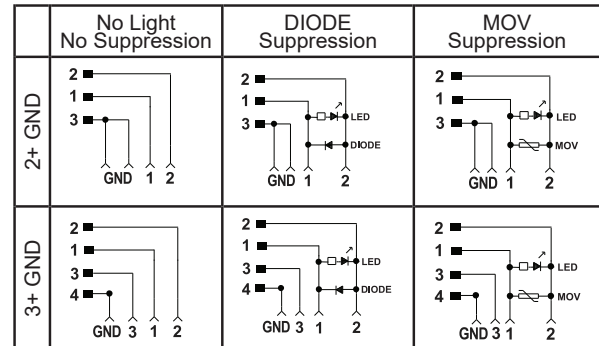 No Light
No Suppression
DIODE
Suppression
MOV
Suppression
2+ GND
2
1
3
GND 1 2
2
1
3
LED
DIODE
GND 1 2
2
1
3
LED
MOV
GND 1 2
3+ GND
2
1
3
4
GND 3 1 2
2
1
3
4
LED
DIODE
GND 3 1 2
2
1
3
4
LED
MOV
GND 3 1 2